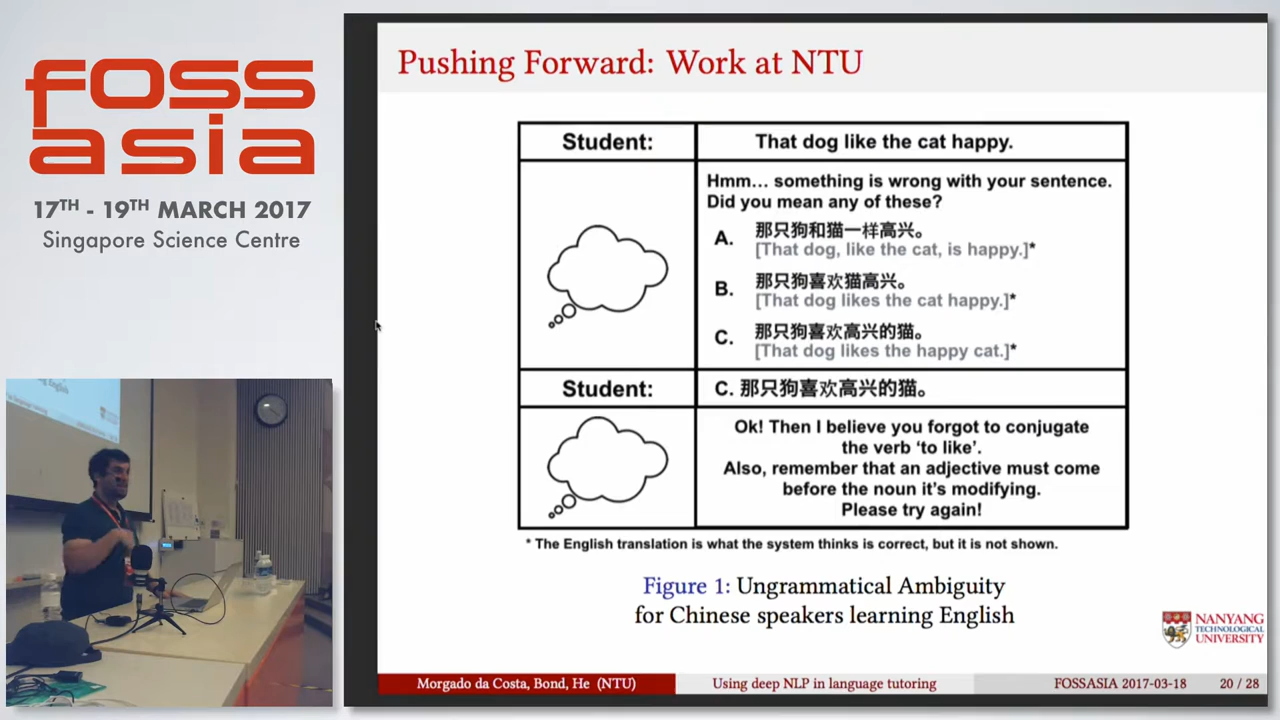 FOSS
asia
17TH - 19TH MARCH 2017
Singapore Science Centre
Pushing Forward: Work at NTU
Student:
That dog like the cat happy.
Hmm... something is wrong with your sentence.
Did you mean any of these?
A.
那只狗和猫一样高兴。
[That dog, like the cat, is happy.]*
B.
那只狗喜欢猫高兴。
[That dog likes the cat happy.]*
C.
那只狗喜欢高兴的猫。
[That dog likes the happy cat.]*
Student:
C. 那只狗喜欢高兴的猫。
Ok! Then I believe you forgot to conjugate
the verb ‘to like’.
Also, remember that an adjective must come
before the noun it's modifying.
Please try again!
* The English translation is what the system thinks is correct, but it is not shown.
Figure 1: Ungrammatical Ambiguity
for Chinese speakers learning English
NANYANG
TECHNOLOGICAL
UNIVERSITY
Morgado da Costa, Bond, He (NTU)
Using deep NLP in language tutoring
FOSSASIA 2017-03-18
20 / 28